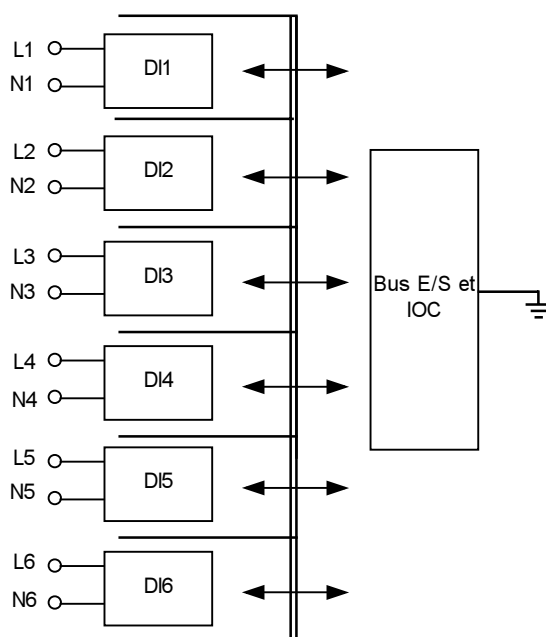 L1
DI1
N1
L2
DI2
N2
L3
DI3
N3
Bus E/S et
IOC
L4
DI4
N4
L5
DI5
N5
L6
DI6
N6